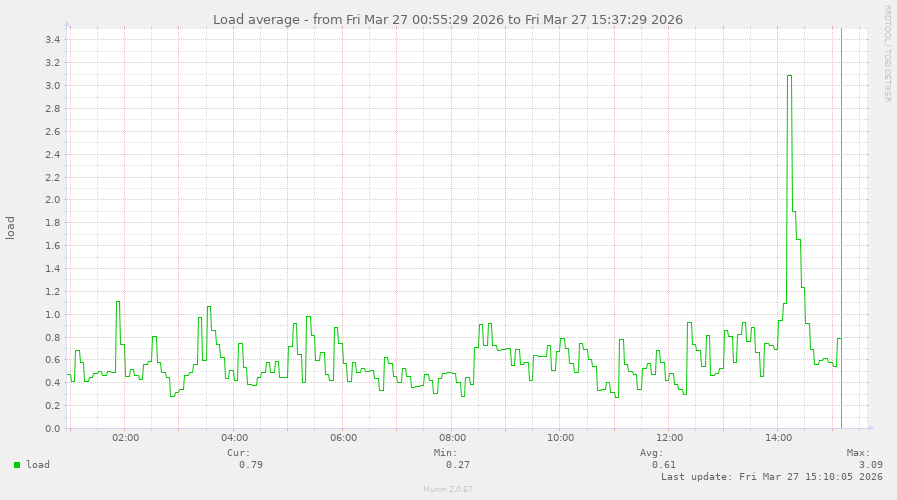 Load average - from Fri Mar 27 00:55:29 2026 to Fri Mar 27 15:37:29 2026
RRDTOOL / TOBI OETIKER
load
3.4
3.2
3.0
2.8
2.6
2.4
2.2
2.0
1.8
1.6
1.4
1.2
1.0
0.8
0.6
0.4
0.2
0.0
02:00 04:00 06:00 08:00 10:00 12:00 14:00
Cur: Min: Avg: Max:
load 0.79 0.27 0.61 3.09
Last update: Fri Mar 27 15:10:05 2026
Munin 2.0.67